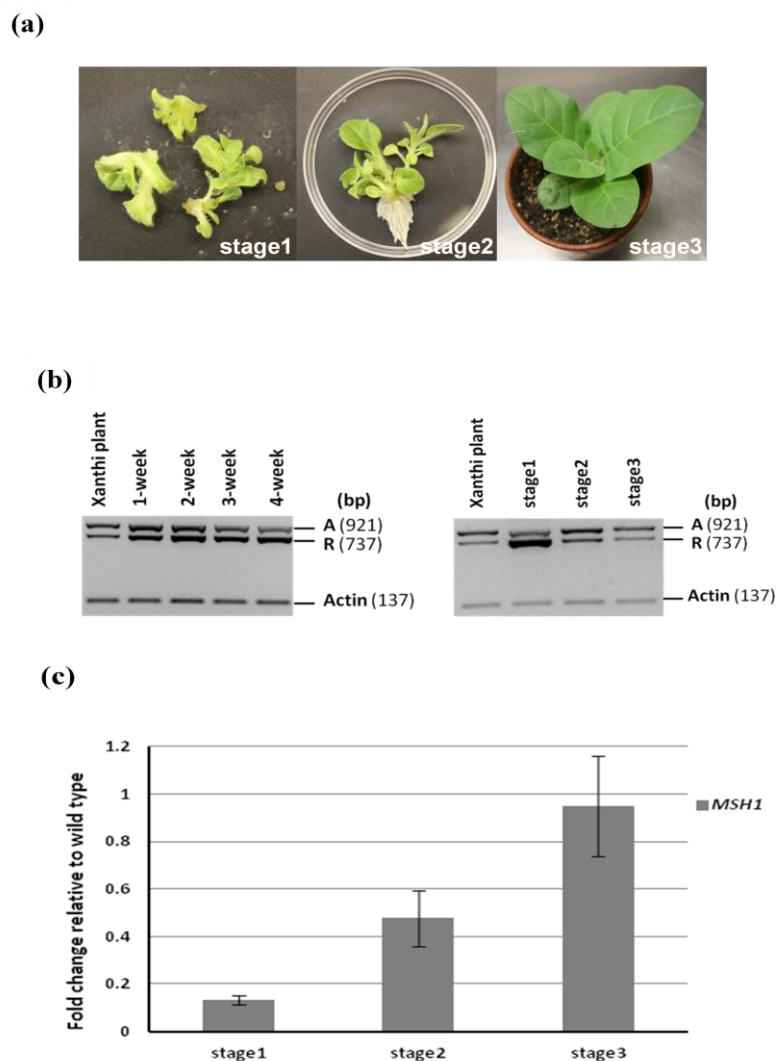 (a)
stage1 stage2 stage3
(b)
Xanthi plant 1-week 2-week 3-week 4-week (bp)
A (921)
R (737)
Actin (137)
Xanthi plant stage1 stage2 stage3 (bp)
A (921)
R (737)
Actin (137)
(c)
Fold change relative to wild type
1.2
1
0.8
0.6
0.4
0.2
0
MSH1
stage1 stage2 stage3